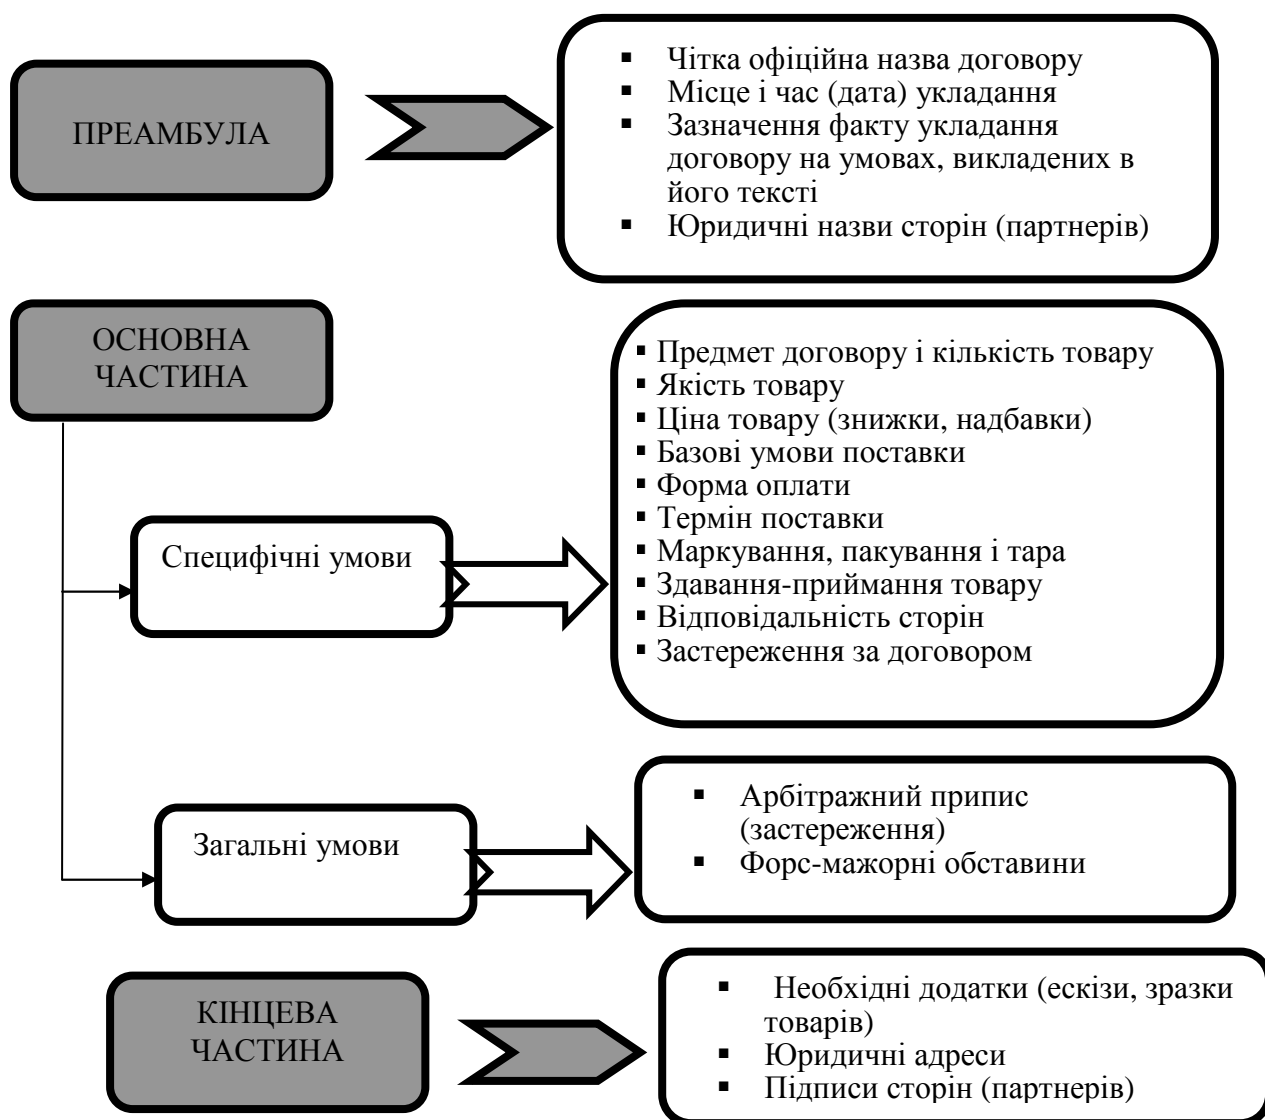 ПРЕАМБУЛА
▪ Чітка офіційна назва договору
▪ Місце і час (дата) укладання
▪ Зазначення факту укладання
договору на умовах, викладених в
його тексті
▪ Юридичні назви сторін (партнерів)
ОСНОВНА
ЧАСТИНА
Специфічні умови
▪ Предмет договору і кількість товару
▪ Якість товару
▪ Ціна товару (знижки, надбавки)
▪ Базові умови поставки
▪ Форма оплати
▪ Термін поставки
▪ Маркування, пакування і тара
▪ Здавання-приймання товару
▪ Відповідальність сторін
▪ Застереження за договором
Загальні умови
▪ Арбітражний припис
(застереження)
▪ Форс-мажорні обставини
КІНЦЕВА
ЧАСТИНА
▪ Необхідні додатки (ескізи, зразки
товарів)
▪ Юридичні адреси
▪ Підписи сторін (партнерів)